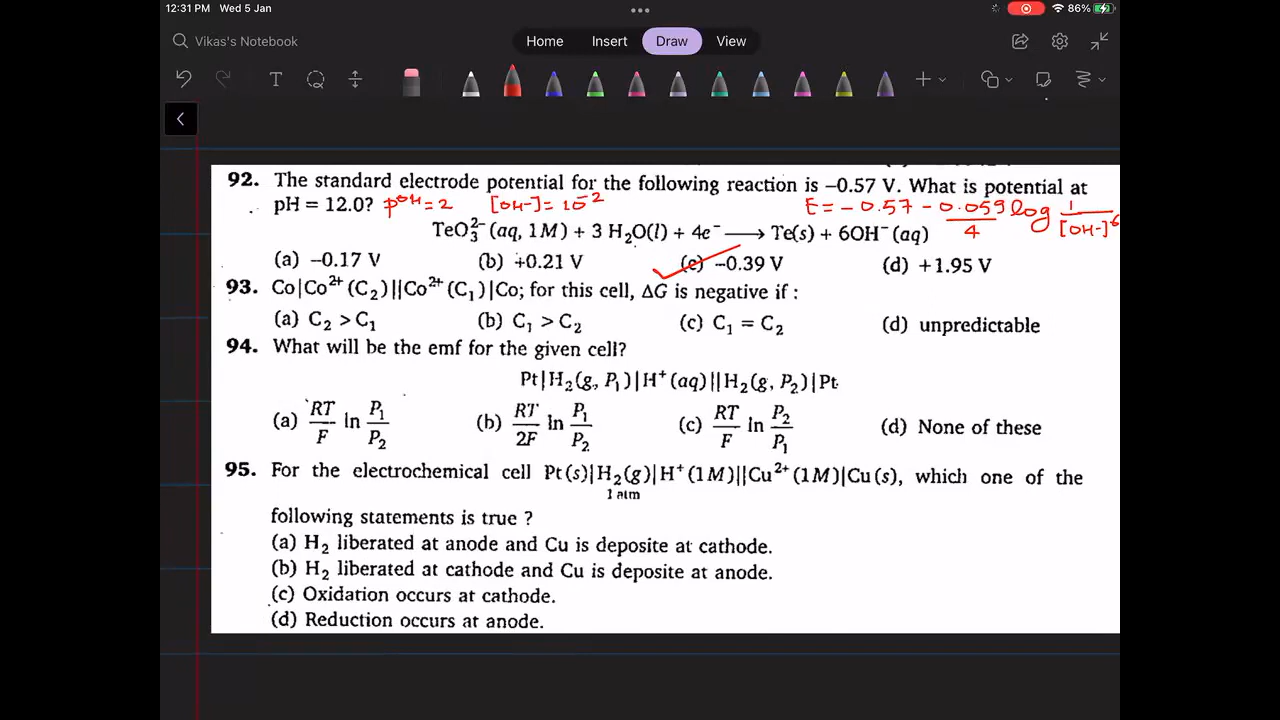 12:31 PM Wed 5 Jan
86%
Vikas's Notebook
Home Insert Draw View
92. The standard electrode potential for the following reaction is −0.57 V. What is potential at
pH = 12.0? pOH = 2 [OH-] = 10^-2 E = -0.57 - 0.059/4 log 1/[OH-]^6
TeO₃²⁻ (aq, 1M) + 3 H₂O(l) + 4e⁻ ⟶ Te(s) + 6OH⁻ (aq)
(a) −0.17 V (b) +0.21 V (c) −0.39 V (d) +1.95 V
93. Co|Co²⁺ (C₂)||Co²⁺ (C₁)|Co; for this cell, ΔG is negative if :
(a) C₂ > C₁ (b) C₁ > C₂ (c) C₁ = C₂ (d) unpredictable
94. What will be the emf for the given cell?
Pt|H₂(g, P₁)|H⁺(aq)||H₂(g, P₂)|Pt
(a) RT/F ln P₁/P₂ (b) RT/2F ln P₁/P₂ (c) RT/F ln P₂/P₁ (d) None of these
95. For the electrochemical cell Pt(s)|H₂(g)|H⁺(1M)||Cu²⁺(1M)|Cu(s), which one of the
1 atm
following statements is true ?
(a) H₂ liberated at anode and Cu is deposite at cathode.
(b) H₂ liberated at cathode and Cu is deposite at anode.
(c) Oxidation occurs at cathode.
(d) Reduction occurs at anode.